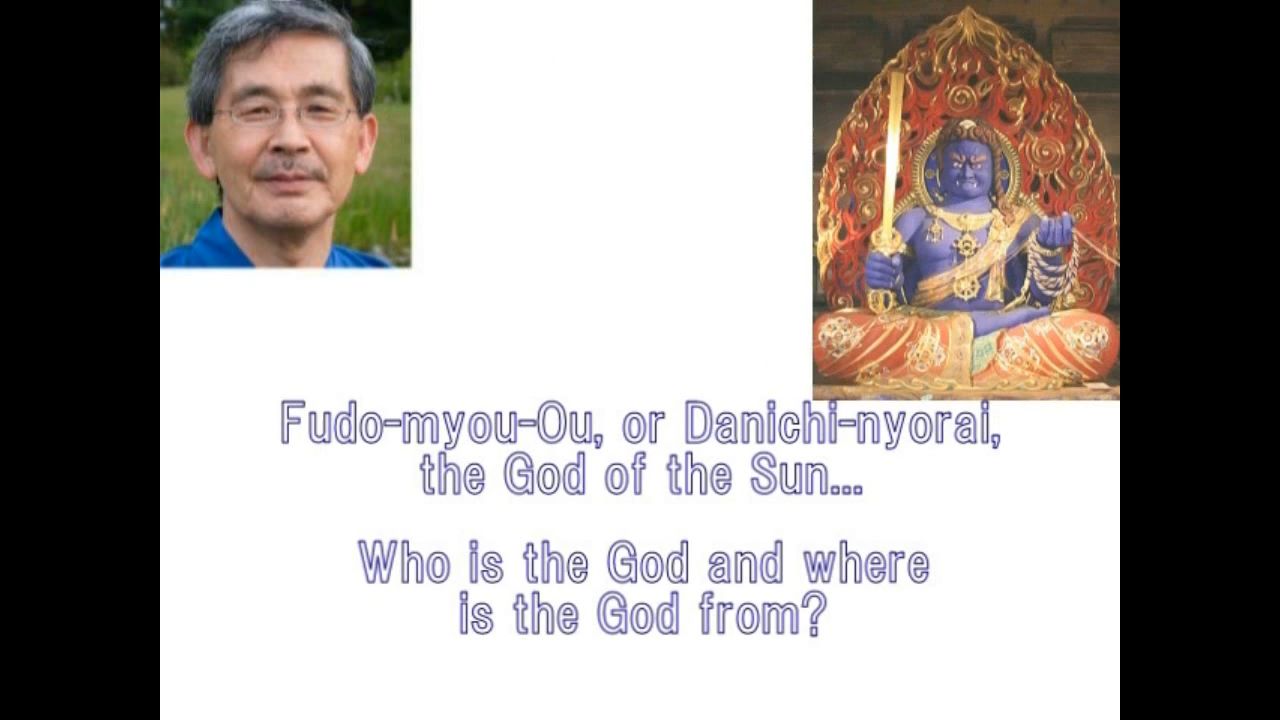 Fudo-myou-Ou, or Danichi-nyorai,
the God of the Sun...
Who is the God and where
is the God from?